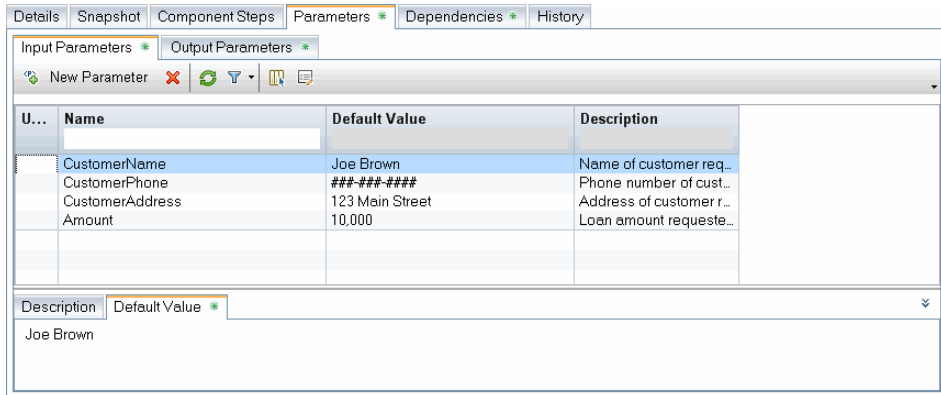 Details Snapshot Component Steps Parameters * Dependencies * History
Input Parameters * Output Parameters *
New Parameter
U... Name Default Value Description
CustomerName Joe Brown Name of customer req...
CustomerPhone ###-###-#### Phone number of cust...
CustomerAddress 123 Main Street Address of customer r...
Amount 10,000 Loan amount requeste...
Description Default Value *
Joe Brown